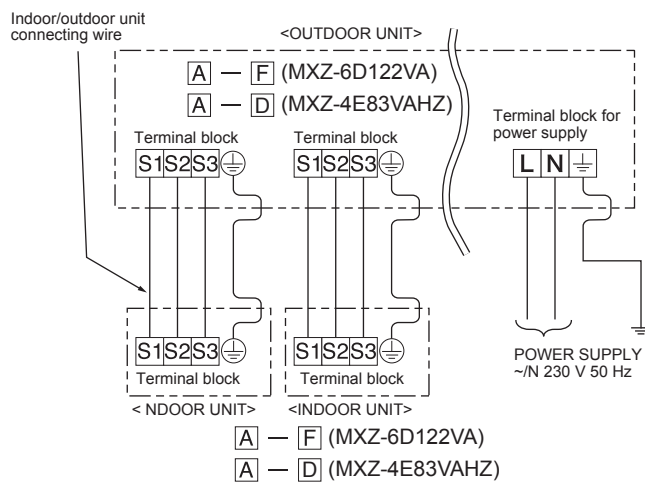 Indoor/outdoor unit
connecting wire
<OUTDOOR UNIT>
A — F (MXZ-6D122VA)
A — D (MXZ-4E83VAHZ)
Terminal block for
power supply
Terminal block
Terminal block
S1 S2 S3
S1 S2 S3
L N
S1 S2 S3
S1 S2 S3
Terminal block
Terminal block
POWER SUPPLY
~/N 230 V 50 Hz
< NDOOR UNIT>
<INDOOR UNIT>
A — F (MXZ-6D122VA)
A — D (MXZ-4E83VAHZ)